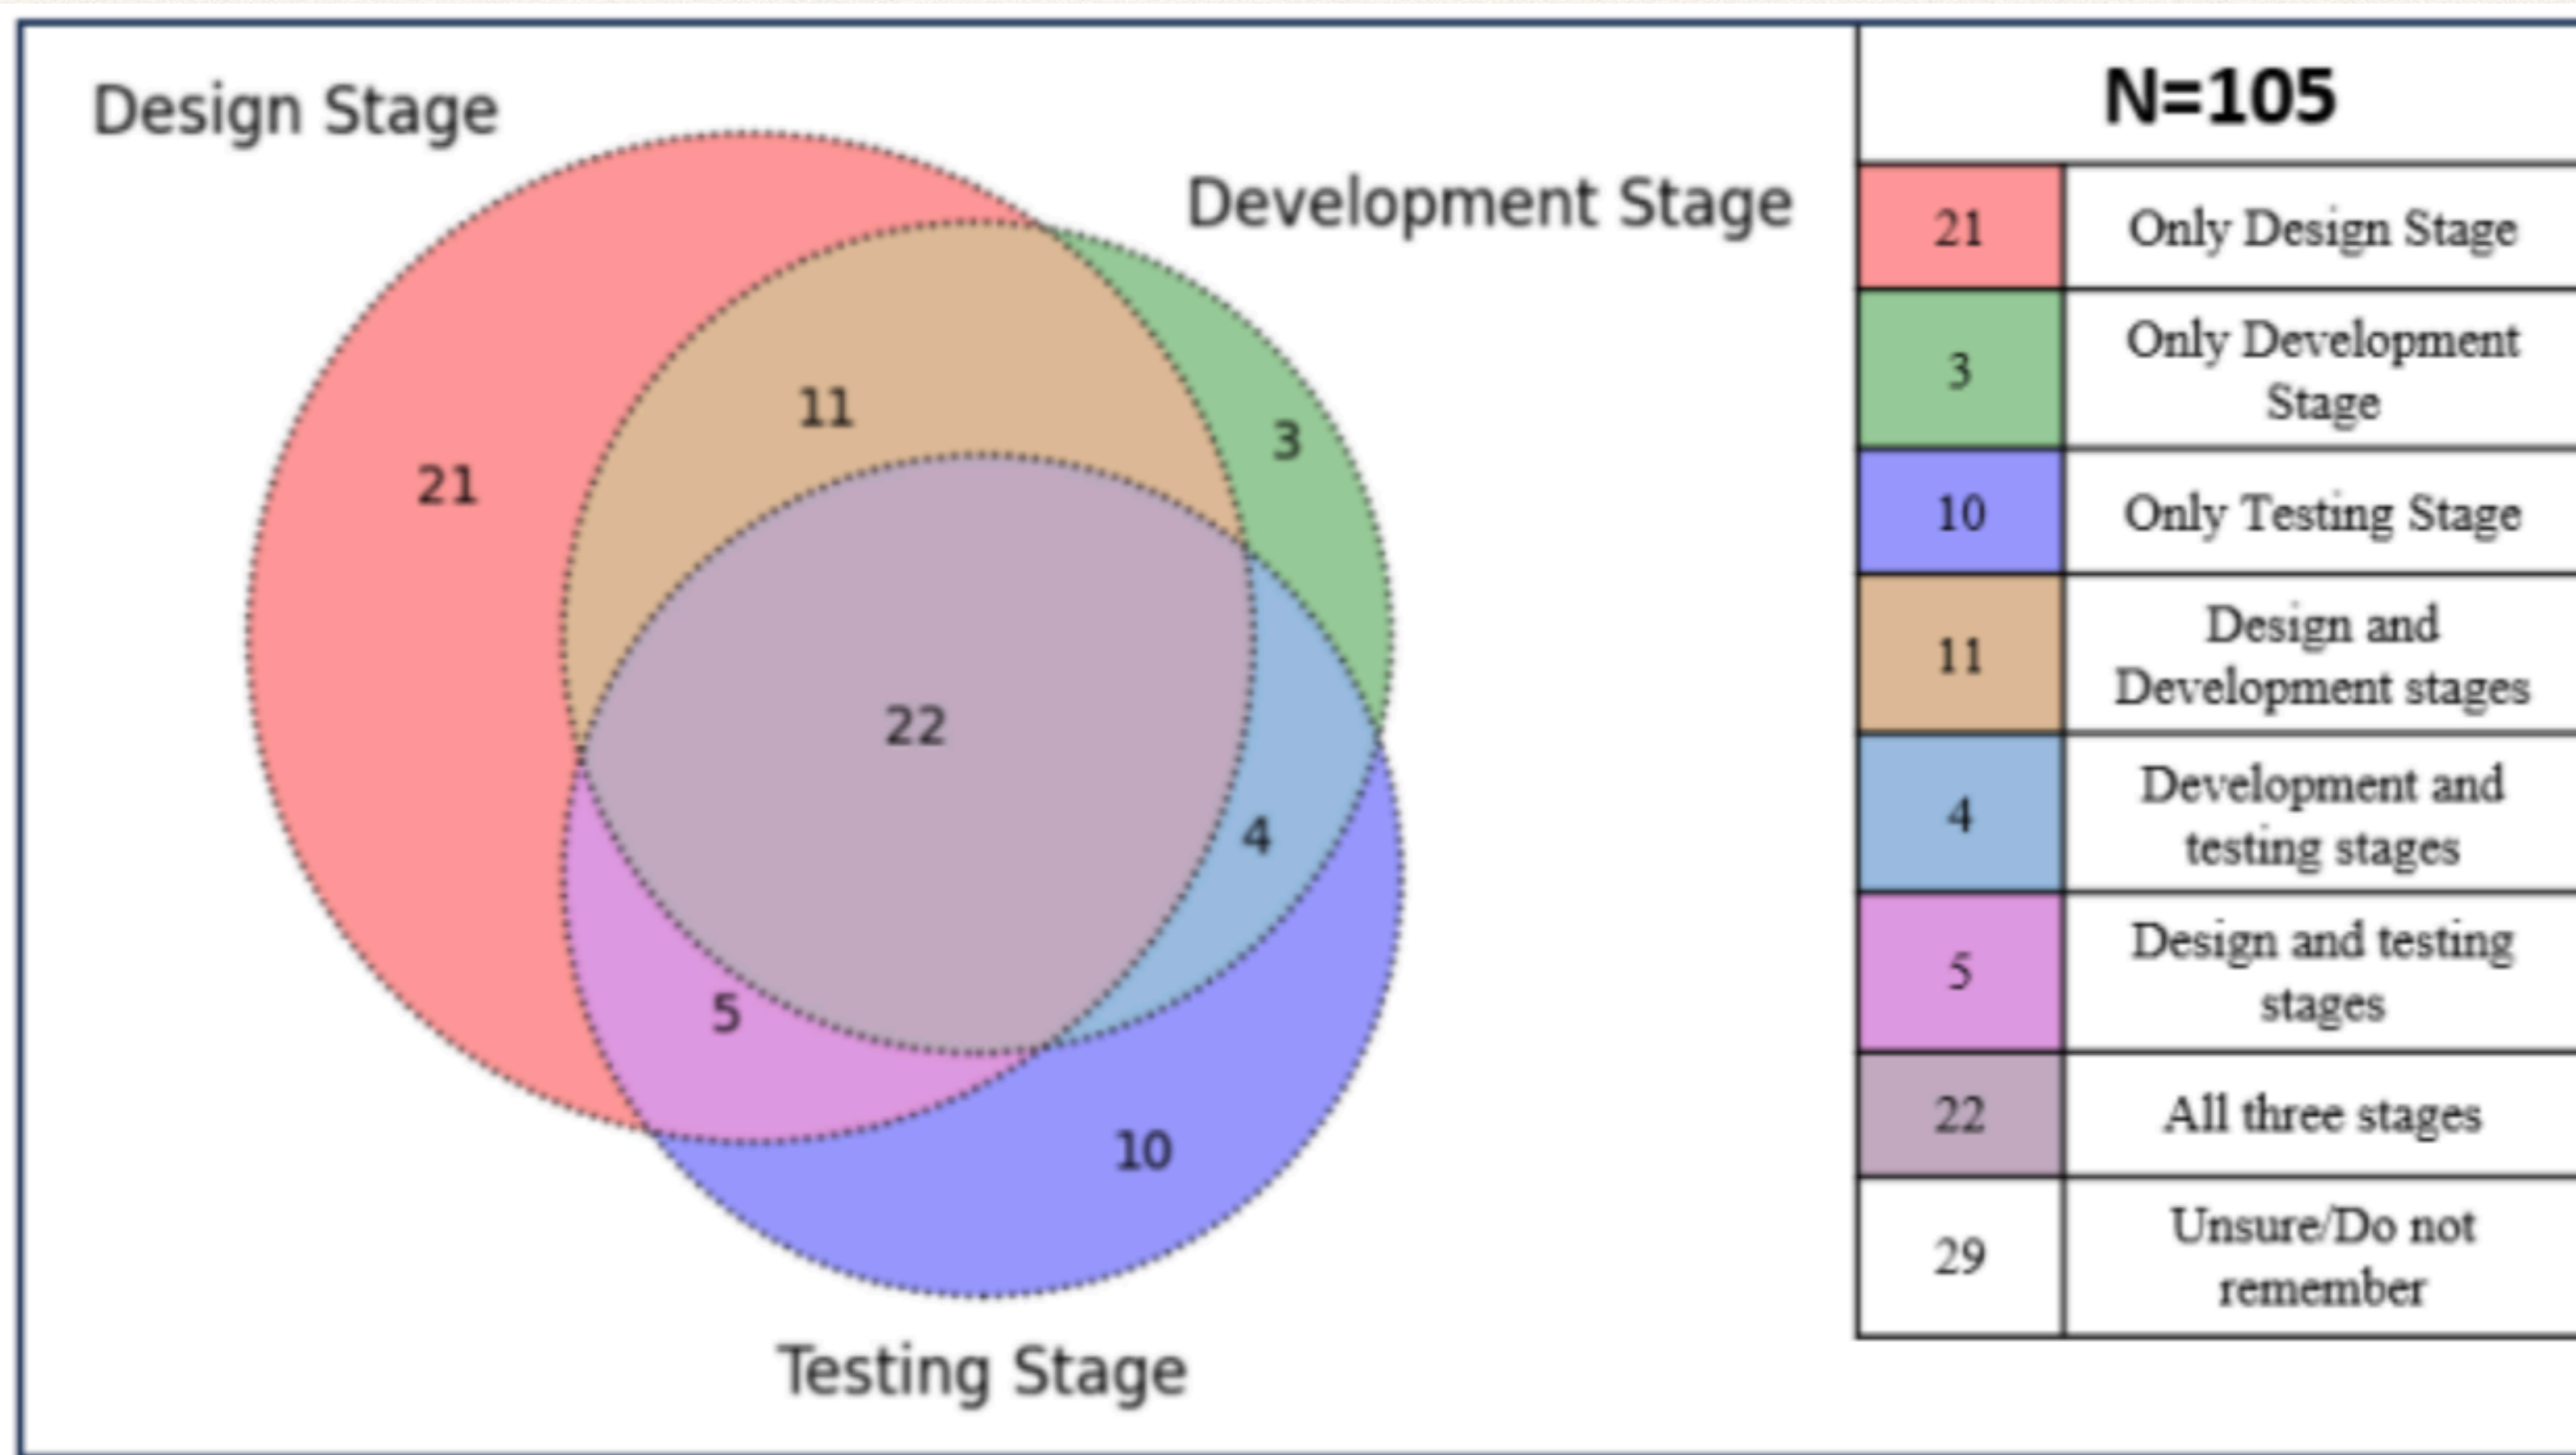 Design Stage
Development Stage
11
3
21
22
4
5
10
Testing Stage
N=105
21 Only Design Stage
3 Only Development
Stage
10 Only Testing Stage
11 Design and
Development stages
4 Development and
testing stages
5 Design and testing
stages
22 All three stages
29 Unsure/Do not
remember